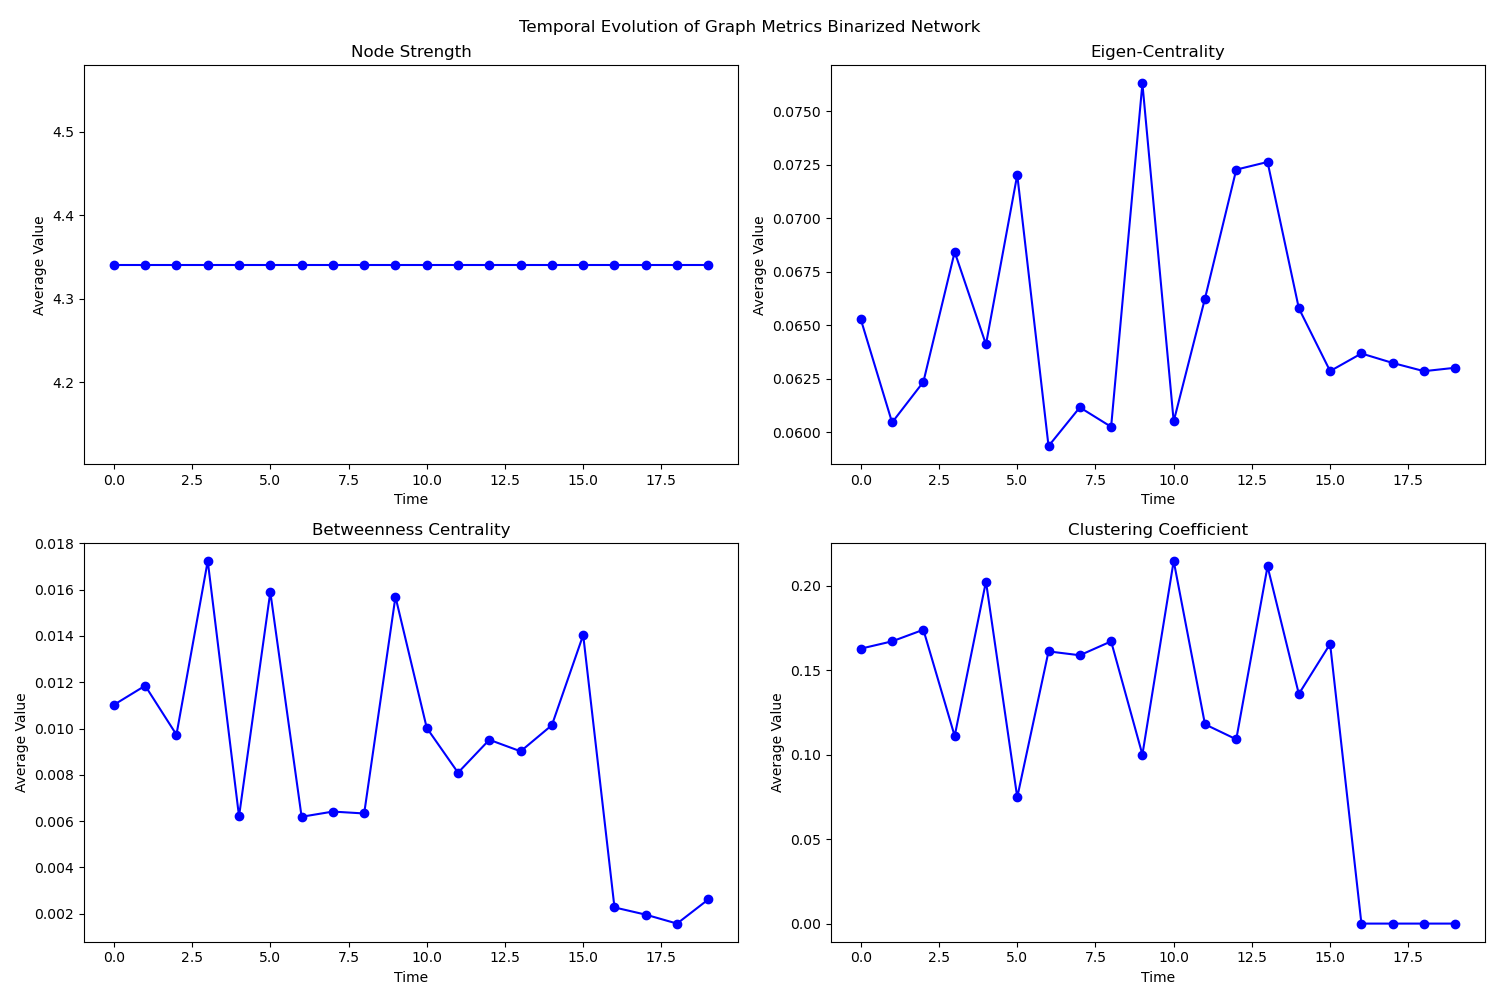 Temporal Evolution of Graph Metrics Binarized Network
Node Strength
4.5
4.4
4.3
4.2
Average Value
0.0 2.5 5.0 7.5 10.0 12.5 15.0 17.5
Time
Eigen-Centrality
0.0750
0.0725
0.0700
0.0675
0.0650
0.0625
0.0600
Average Value
0.0 2.5 5.0 7.5 10.0 12.5 15.0 17.5
Time
Betweenness Centrality
0.018
0.016
0.014
0.012
0.010
0.008
0.006
0.004
0.002
Average Value
0.0 2.5 5.0 7.5 10.0 12.5 15.0 17.5
Time
Clustering Coefficient
0.20
0.15
0.10
0.05
0.00
Average Value
0.0 2.5 5.0 7.5 10.0 12.5 15.0 17.5
Time